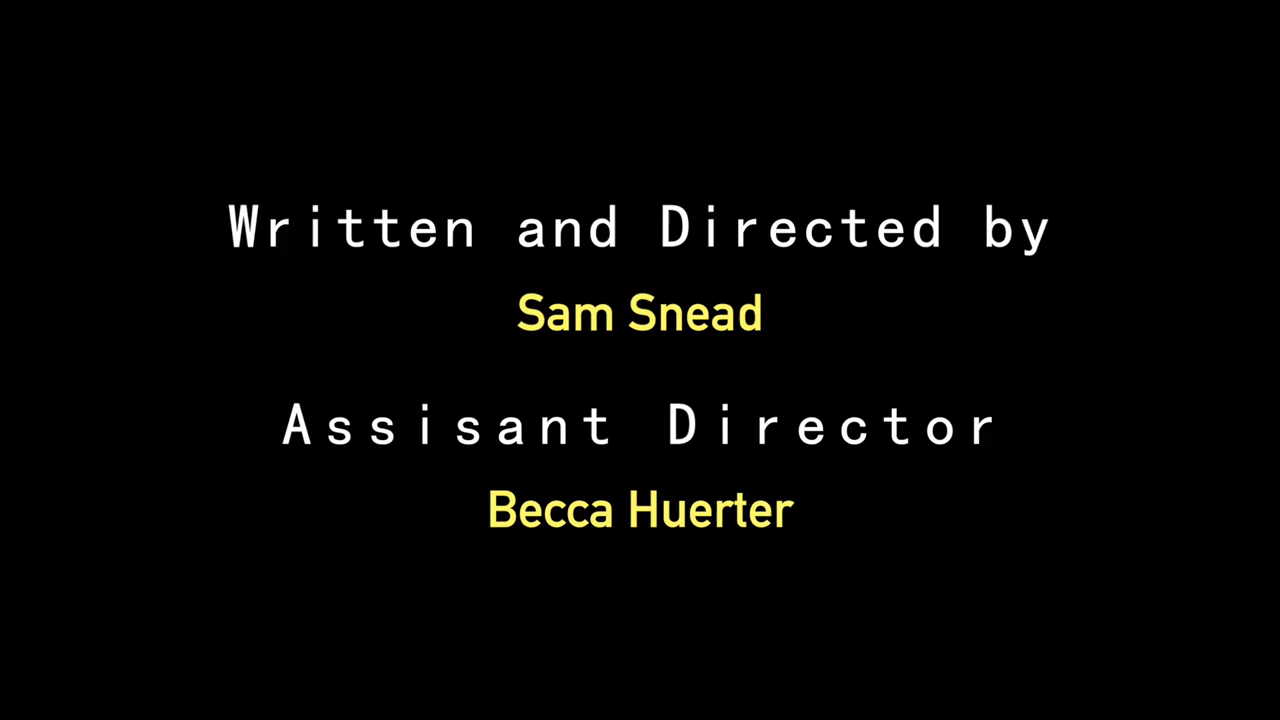 Written and Directed by
Sam Snead
Assisant Director
Becca Huerter